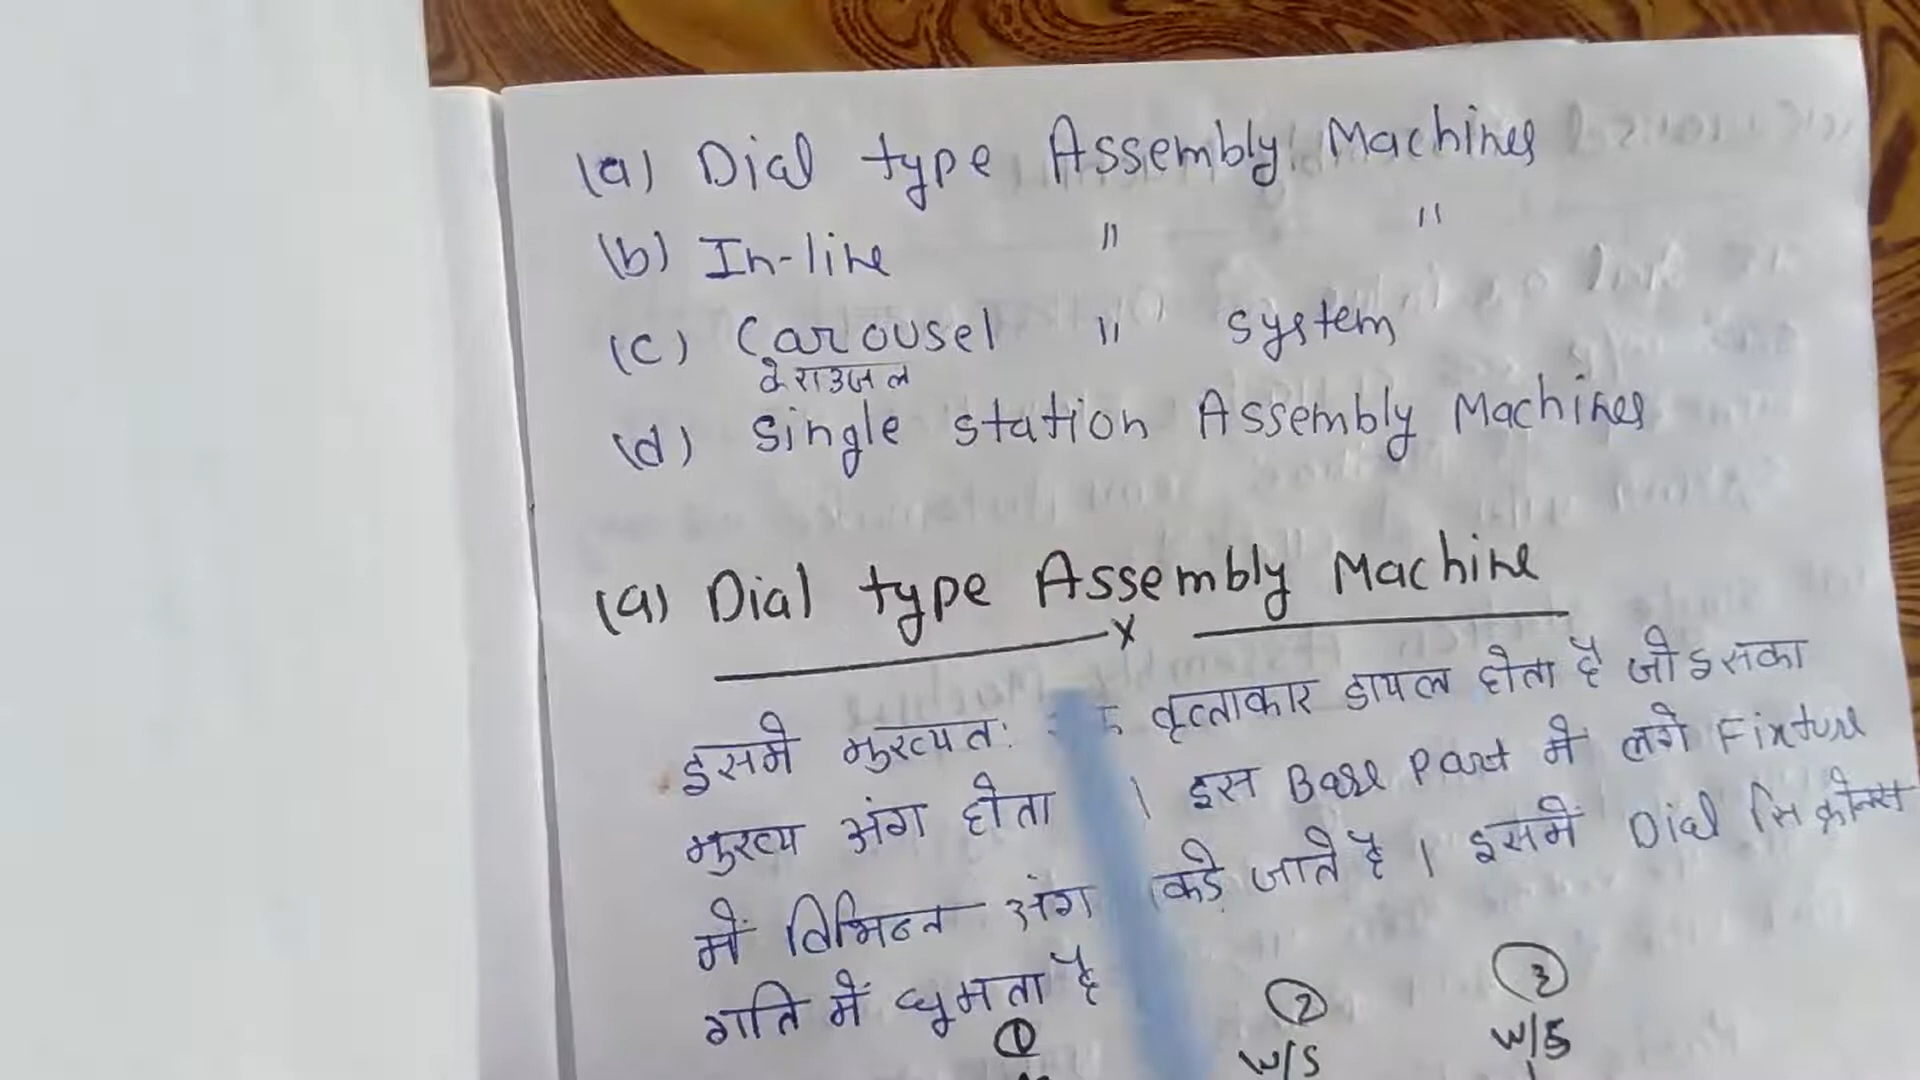 (a) Dial type Assembly Machines
(b) In-line " "
(c) Carousel " system
केराउजल
(d) Single station Assembly Machines
(a) Dial type Assembly Machine
x
इसमें मुख्यत: वृत्ताकार डायल होता है जो इसका
मुख्य अंग होता । इस Base Part में लगे Fixture
में विभिन्न अंग जाते है । इसमें Dial
गति में घूमता है
① ② ③
W/S W/S